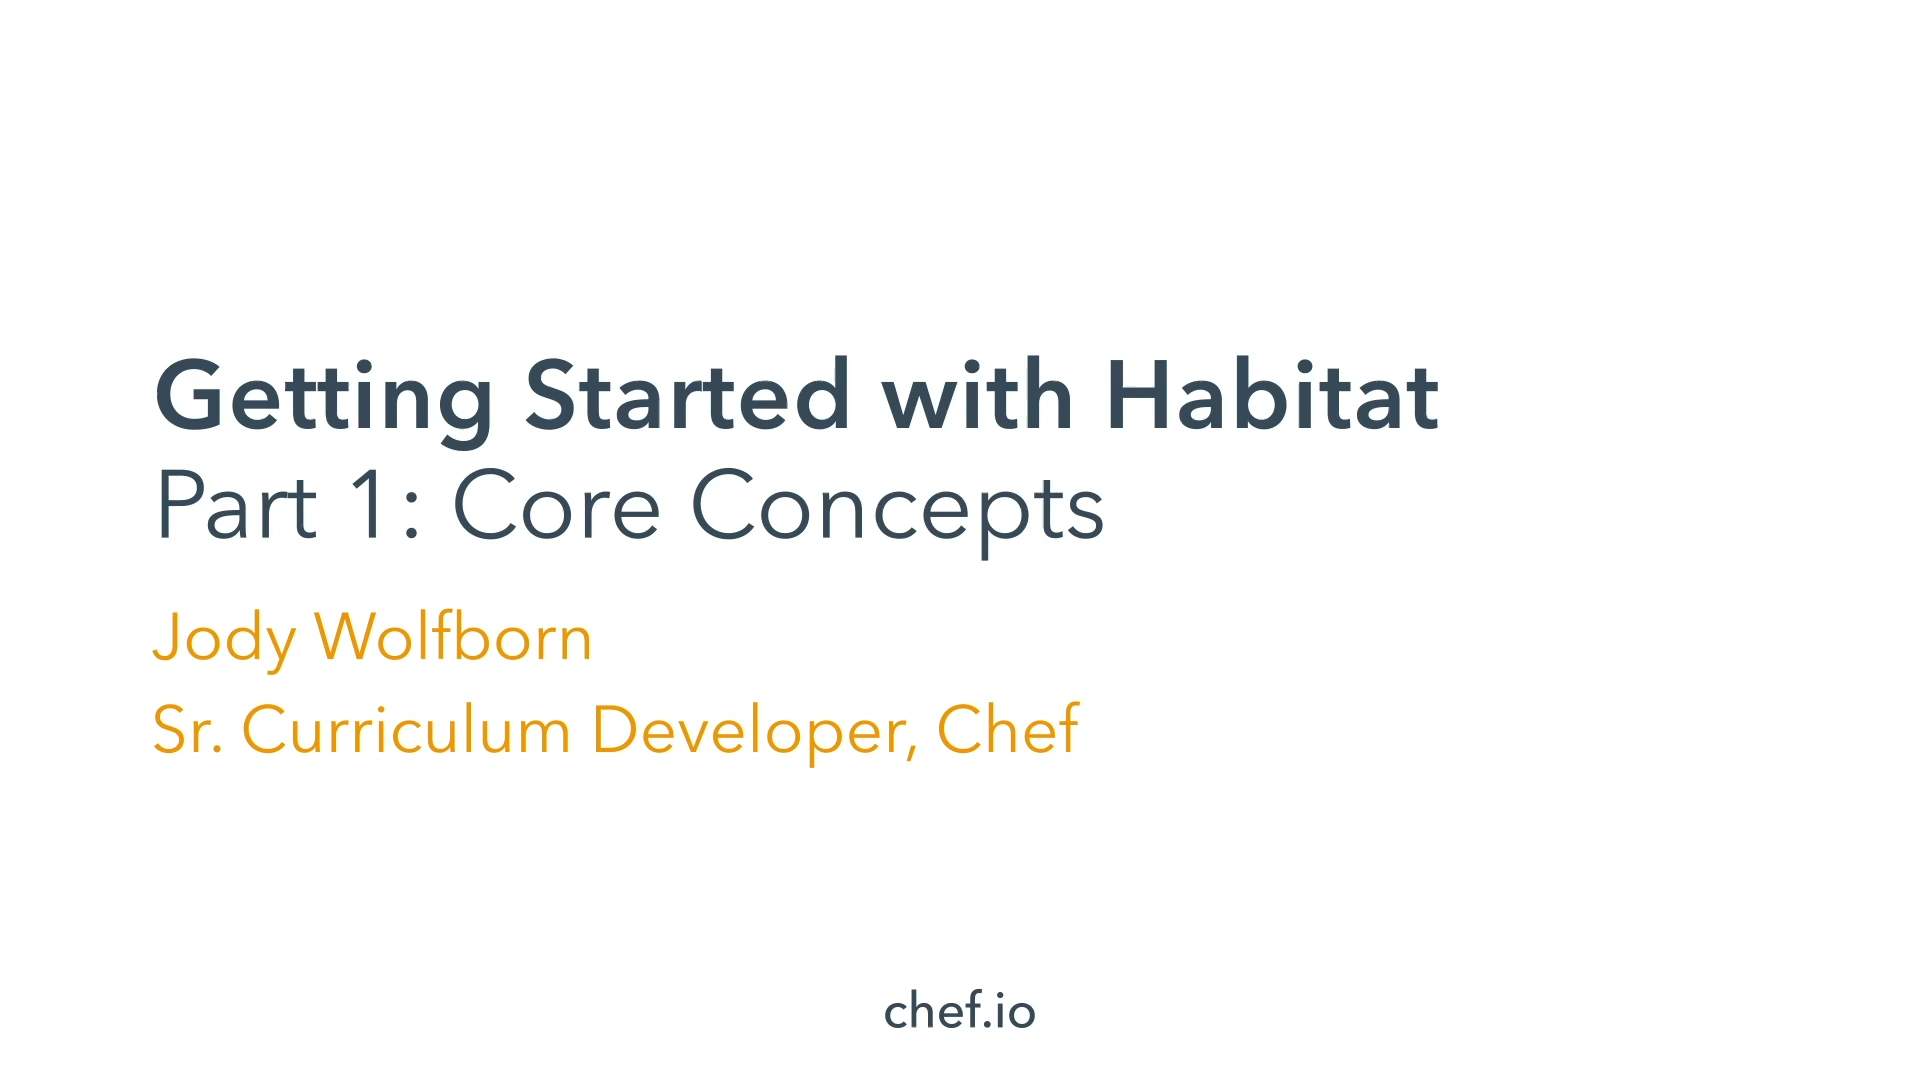 Getting Started with Habitat
Part 1: Core Concepts
Jody Wolfborn
Sr. Curriculum Developer, Chef
chef.io